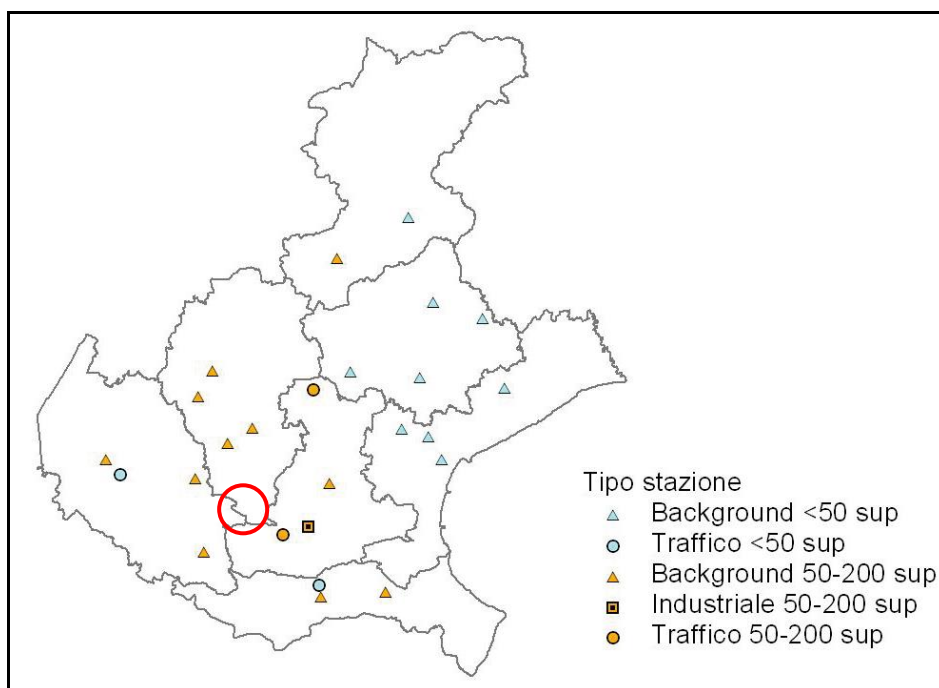 Tipo stazione
Background <50 sup
Traffico <50 sup
Background 50-200 sup
Industriale 50-200 sup
Traffico 50-200 sup